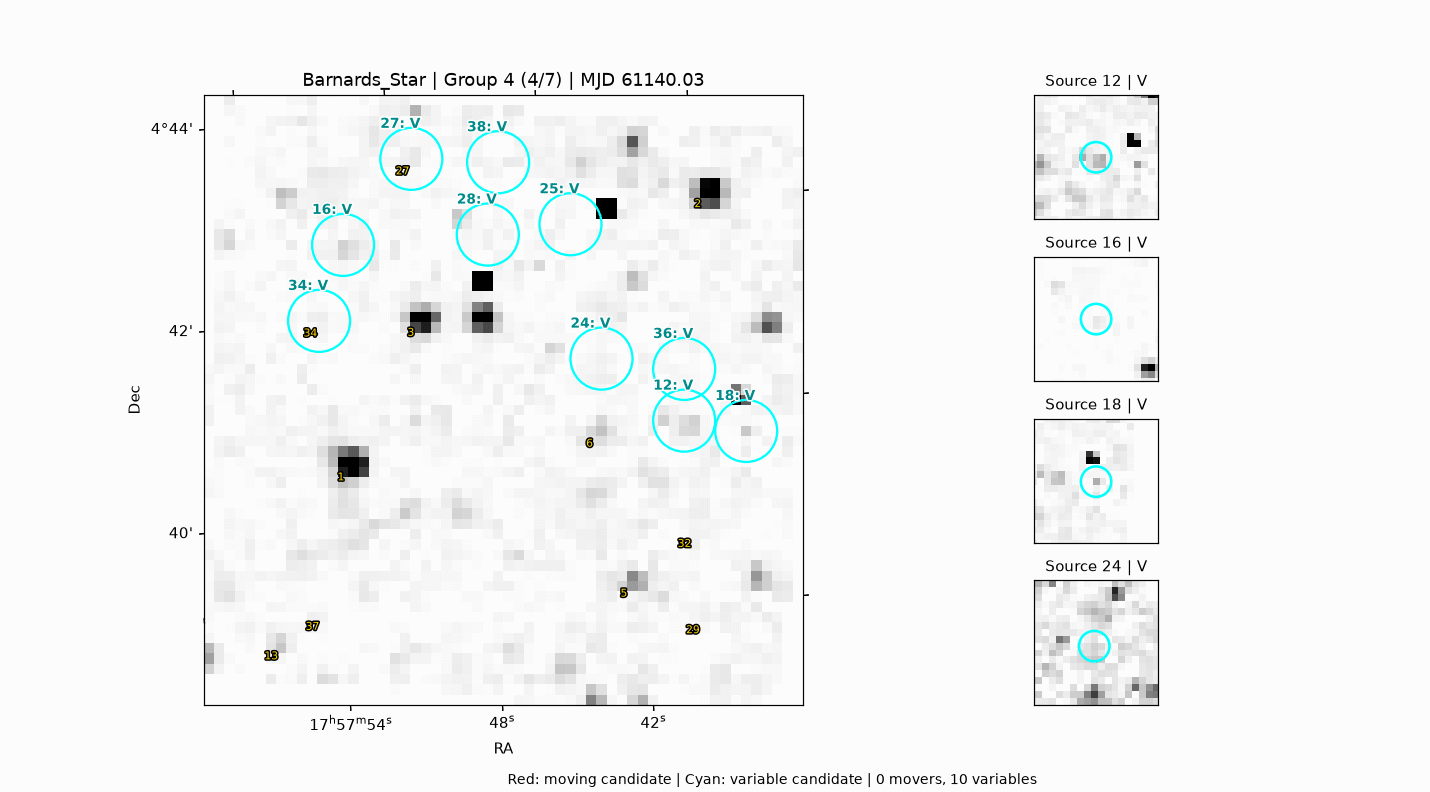 Barnards_Star | Group 4 (4/7) | MJD 61140.03
Source 12 | V
27: V
38: V
4°44'
27
25: V
28: V
2
16: V
Source 16 | V
34: V
24: V
4°42'
34
3
36: V
12: V
18: V
Dec
Source 18 | V
6
1
40'
32
Source 24 | V
5
37
29
13
17ʰ57ᵐ54ˢ
48ˢ
42ˢ
RA
Red: moving candidate | Cyan: variable candidate | 0 movers, 10 variables